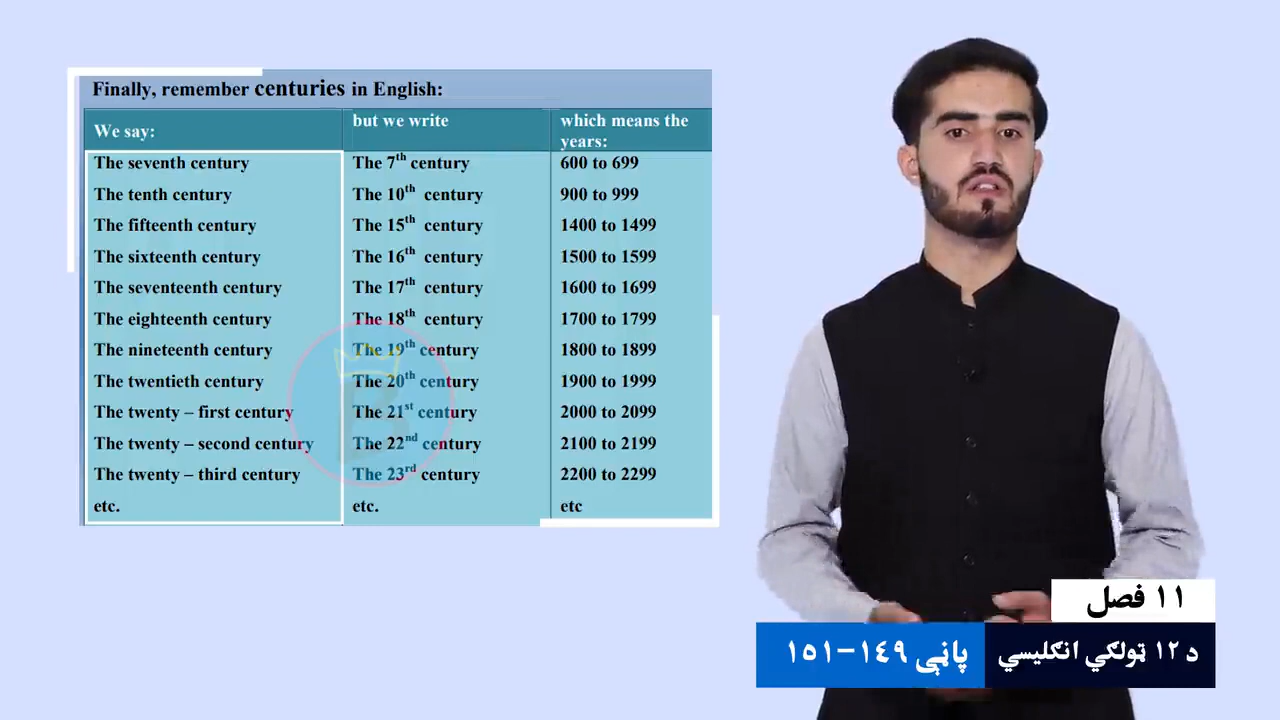 Finally, remember centuries in English:
We say: but we write which means the years:
The seventh century The 7th century 600 to 699
The tenth century The 10th century 900 to 999
The fifteenth century The 15th century 1400 to 1499
The sixteenth century The 16th century 1500 to 1599
The seventeenth century The 17th century 1600 to 1699
The eighteenth century The 18th century 1700 to 1799
The nineteenth century The 19th century 1800 to 1899
The twentieth century The 20th century 1900 to 1999
The twenty – first century The 21st century 2000 to 2099
The twenty – second century The 22nd century 2100 to 2199
The twenty – third century The 23rd century 2200 to 2299
etc. etc. etc
B
۱۱ فصل
د ۱۲ ټولګي انګلیسي
پاڼې ۱٤۹-۱۵۱